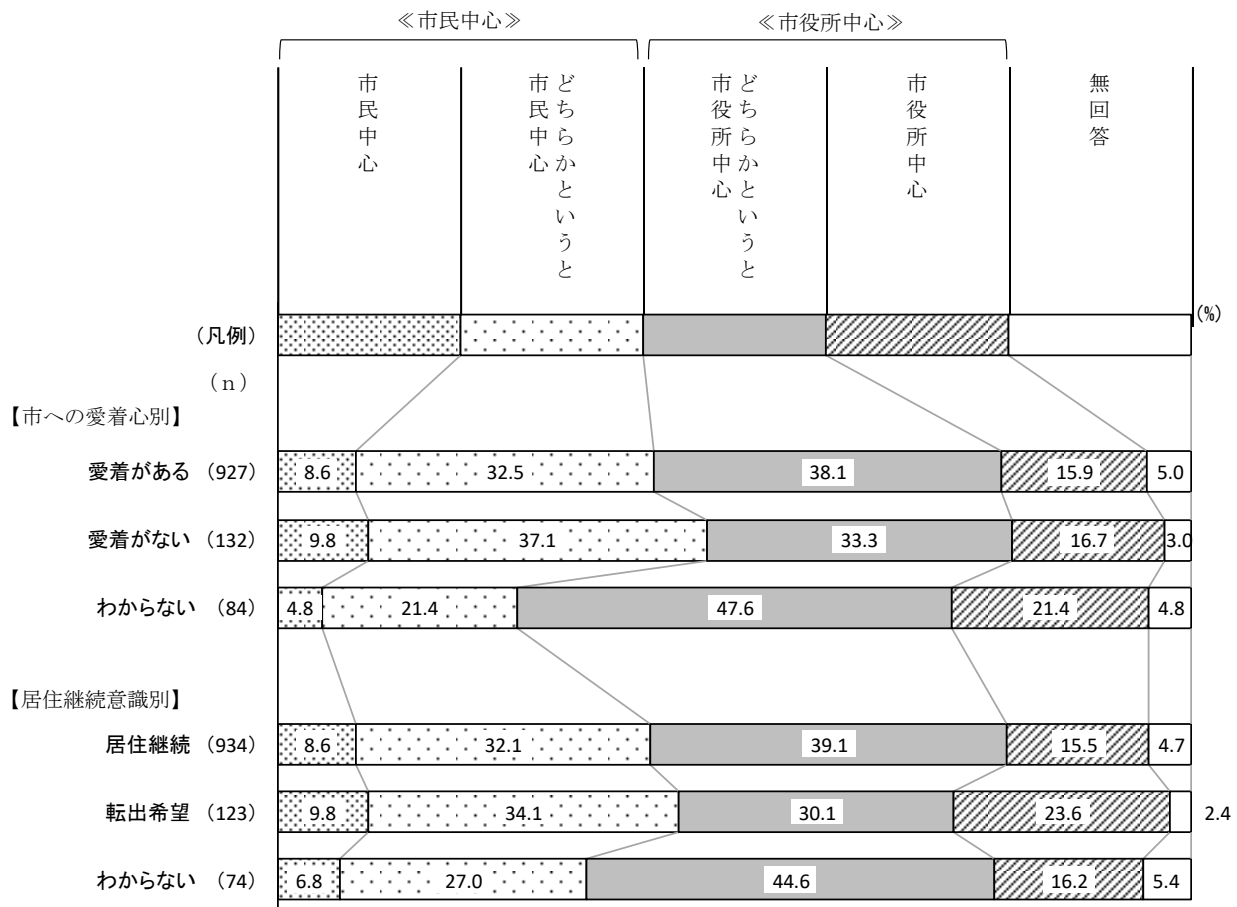 ≪市民中心≫ ≪市役所中心≫
市民中心
どちらかというと
市民中心
どちらかというと
市役所中心
市役所中心
無回答
(%)
(凡例)
(n)
【市への愛着心別】
愛着がある (927) 8.6 32.5 38.1 15.9 5.0
愛着がない (132) 9.8 37.1 33.3 16.7 3.0
わからない (84) 4.8 21.4 47.6 21.4 4.8
【居住継続意識別】
居住継続 (934) 8.6 32.1 39.1 15.5 4.7
転出希望 (123) 9.8 34.1 30.1 23.6 2.4
わからない (74) 6.8 27.0 44.6 16.2 5.4